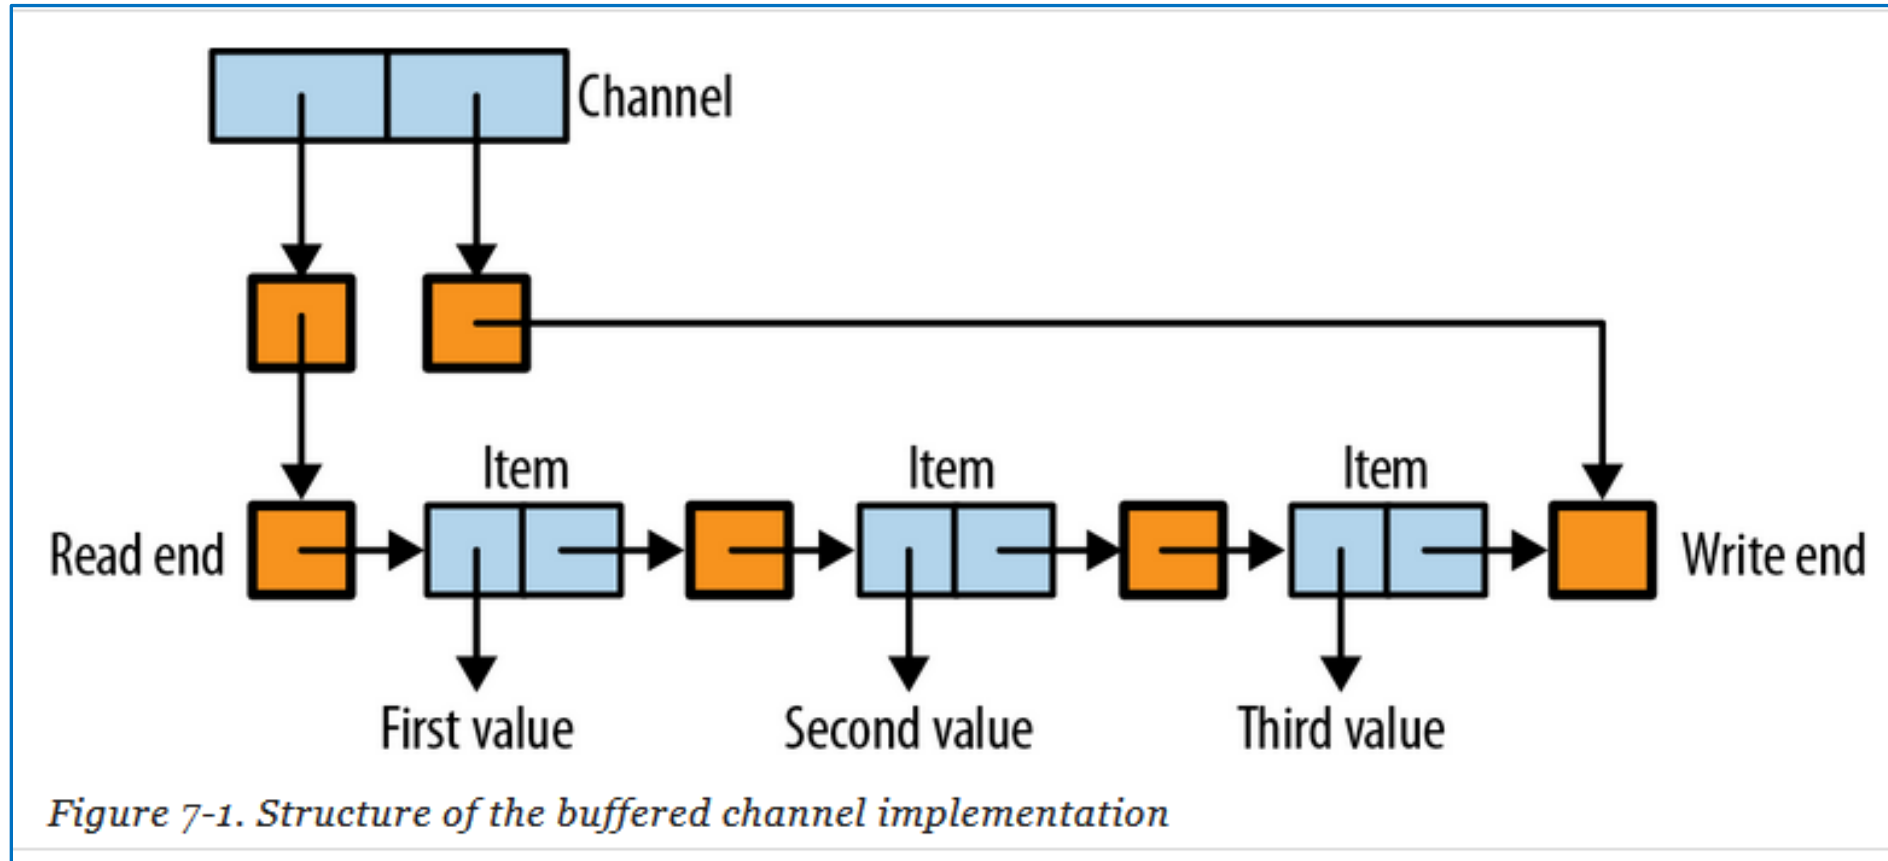 Channel
Item Item Item
Read end Write end
First value Second value Third value
Figure 7-1. Structure of the buffered channel implementation